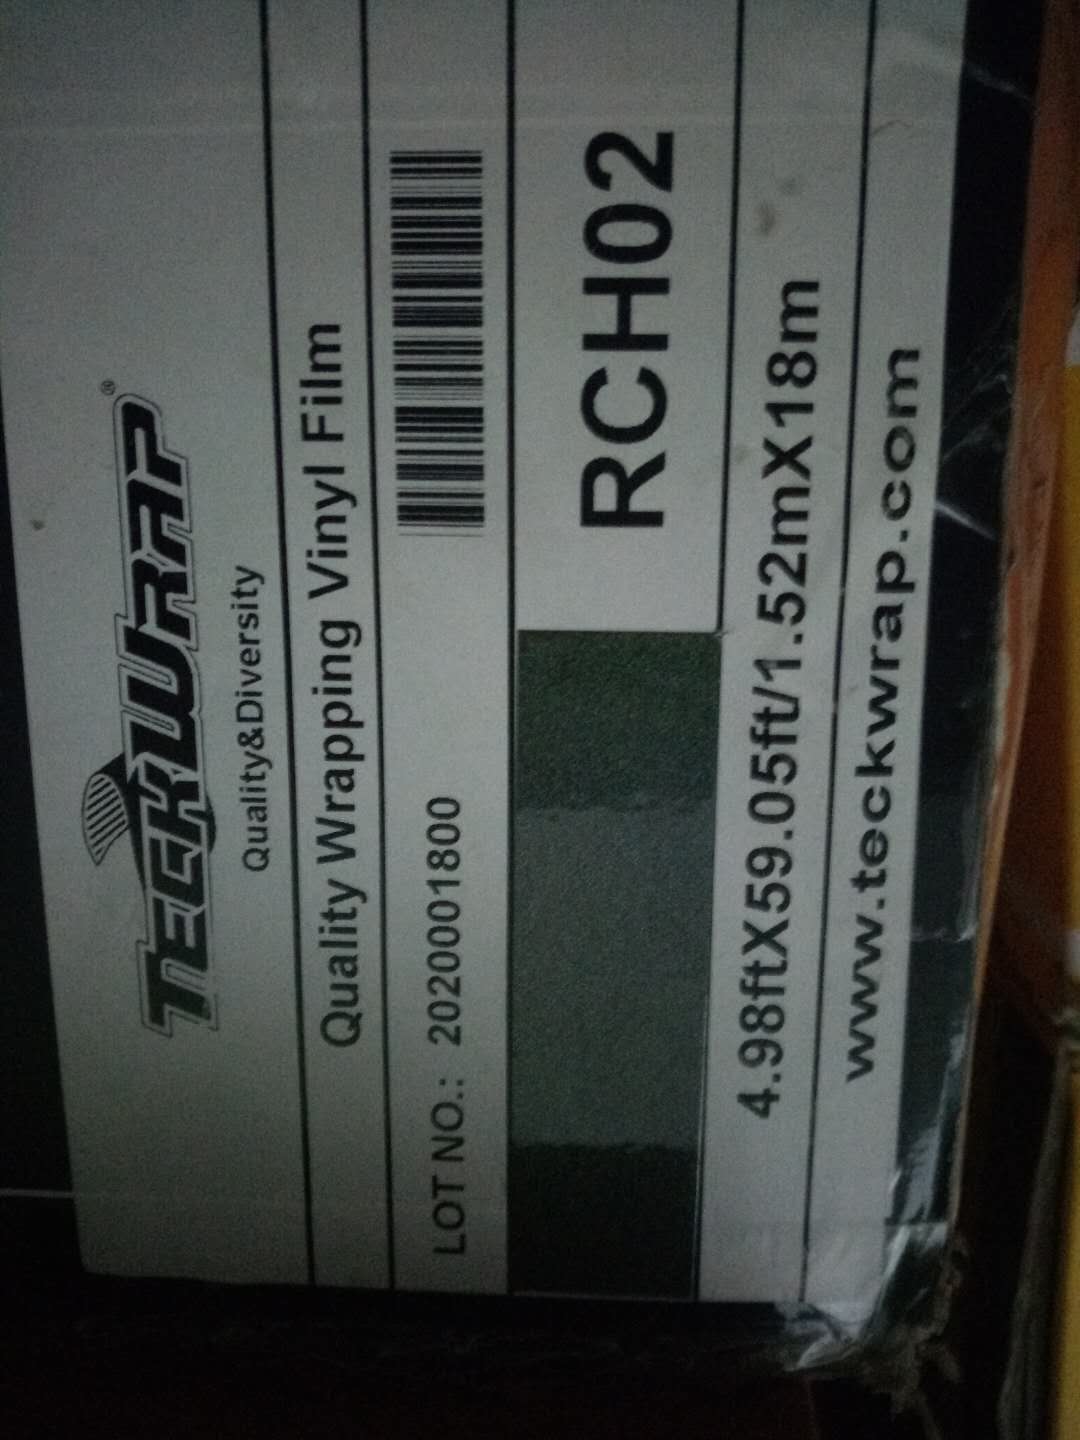 TECKWRAP®
Quality&Diversity
Quality Wrapping Vinyl Film
LOT NO.: 2020001800
RCH02
4.98ftX59.05ft/1.52mX18m
www.teckwrap.com